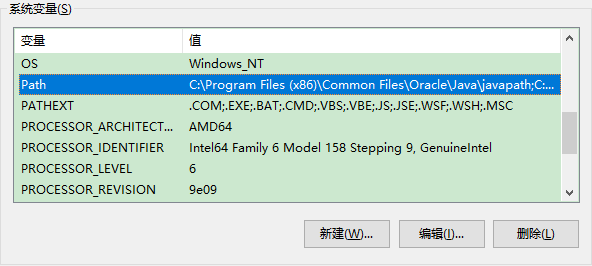 系统变量(S)
变量 值
OS Windows_NT
Path C:\Program Files (x86)\Common Files\Oracle\Java\javapath;C:...
PATHEXT .COM;.EXE;.BAT;.CMD;.VBS;.VBE;.JS;.JSE;.WSF;.WSH;.MSC
PROCESSOR_ARCHITECT... AMD64
PROCESSOR_IDENTIFIER Intel64 Family 6 Model 158 Stepping 9, GenuineIntel
PROCESSOR_LEVEL 6
PROCESSOR_REVISION 9e09
新建(W)... 编辑(I)... 删除(L)